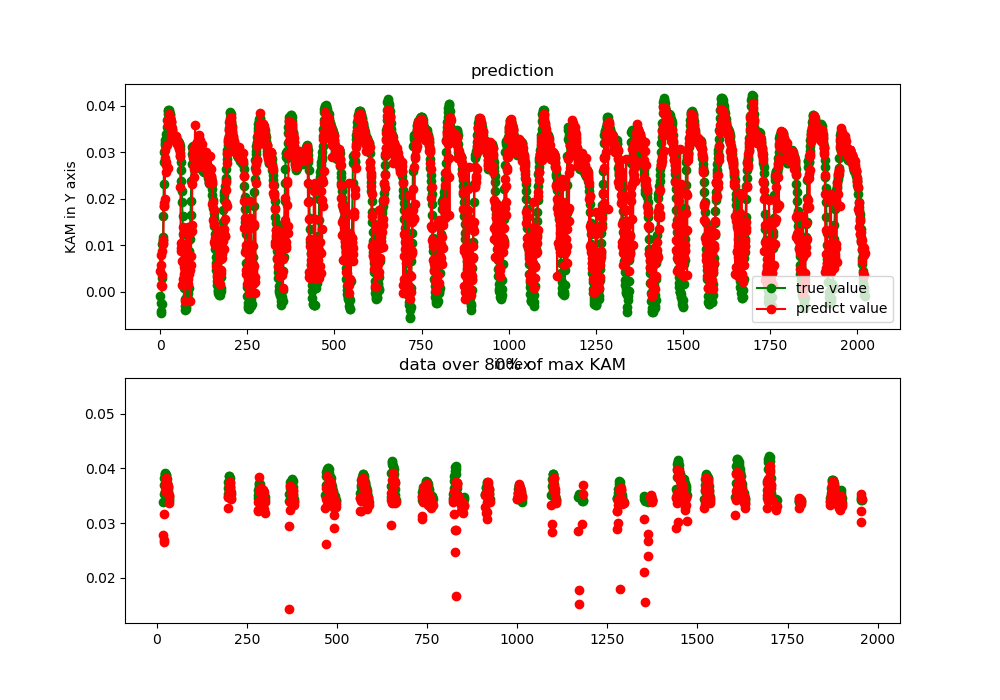 prediction
KAM in Y axis
0.04
0.03
0.02
0.01
0.00
true value
predict value
0 250 500 750 1000 1250 1500 1750 2000
index
data over 80% of max KAM
0.05
0.04
0.03
0.02
0 250 500 750 1000 1250 1500 1750 2000